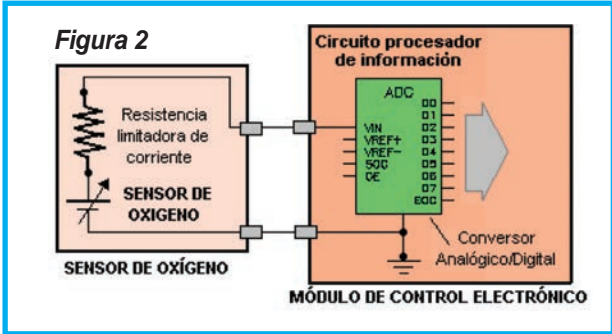 Figura 2
Circuito procesador
de información
Resistencia
limitadora de
corriente
SENSOR DE
OXIGENO
SENSOR DE OXÍGENO
ADC
VIN
VREF+
VREF-
SOC
OE
D0
D1
D2
D3
D4
D5
D6
D7
EOC
Conversor
Analógico/Digital
MÓDULO DE CONTROL ELECTRÓNICO